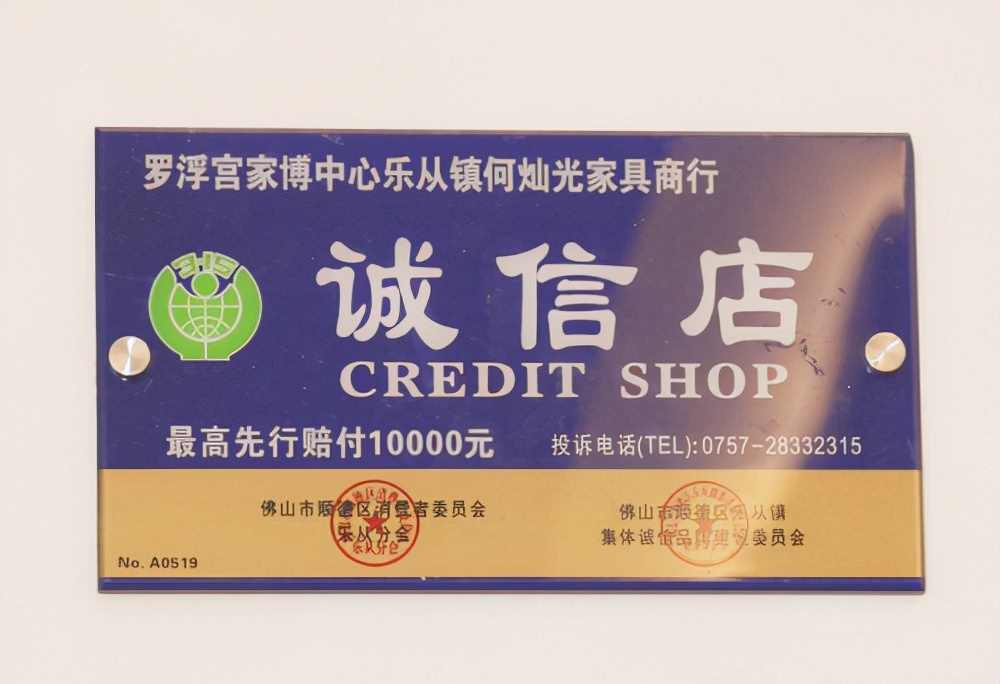 罗浮宫家博中心乐从镇何灿光家具商行
315
诚信店
CREDIT SHOP
最高先行赔付10000元
投诉电话(TEL):0757-28332315
佛山市顺德区消费者委员会
乐从分会
佛山市顺德区乐从镇
集体诚信品牌建设委员会
No. A0519